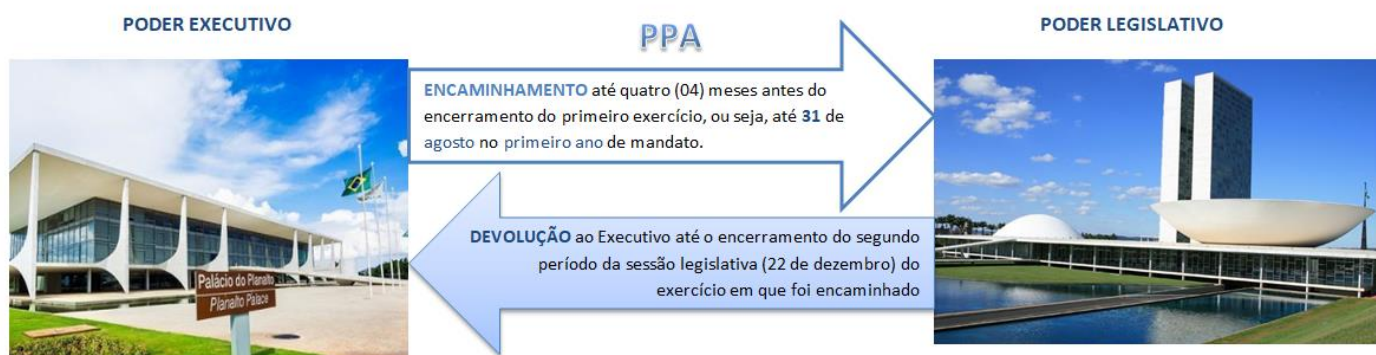 PODER EXECUTIVO
PPA
PODER LEGISLATIVO
ENCAMINHAMENTO até quatro (04) meses antes do
encerramento do primeiro exercício, ou seja, até 31 de
agosto no primeiro ano de mandato.
DEVOLUÇÃO ao Executivo até o encerramento do segundo
período da sessão legislativa (22 de dezembro) do
exercício em que foi encaminhado
Palácio do Planalto
Planalto Palace